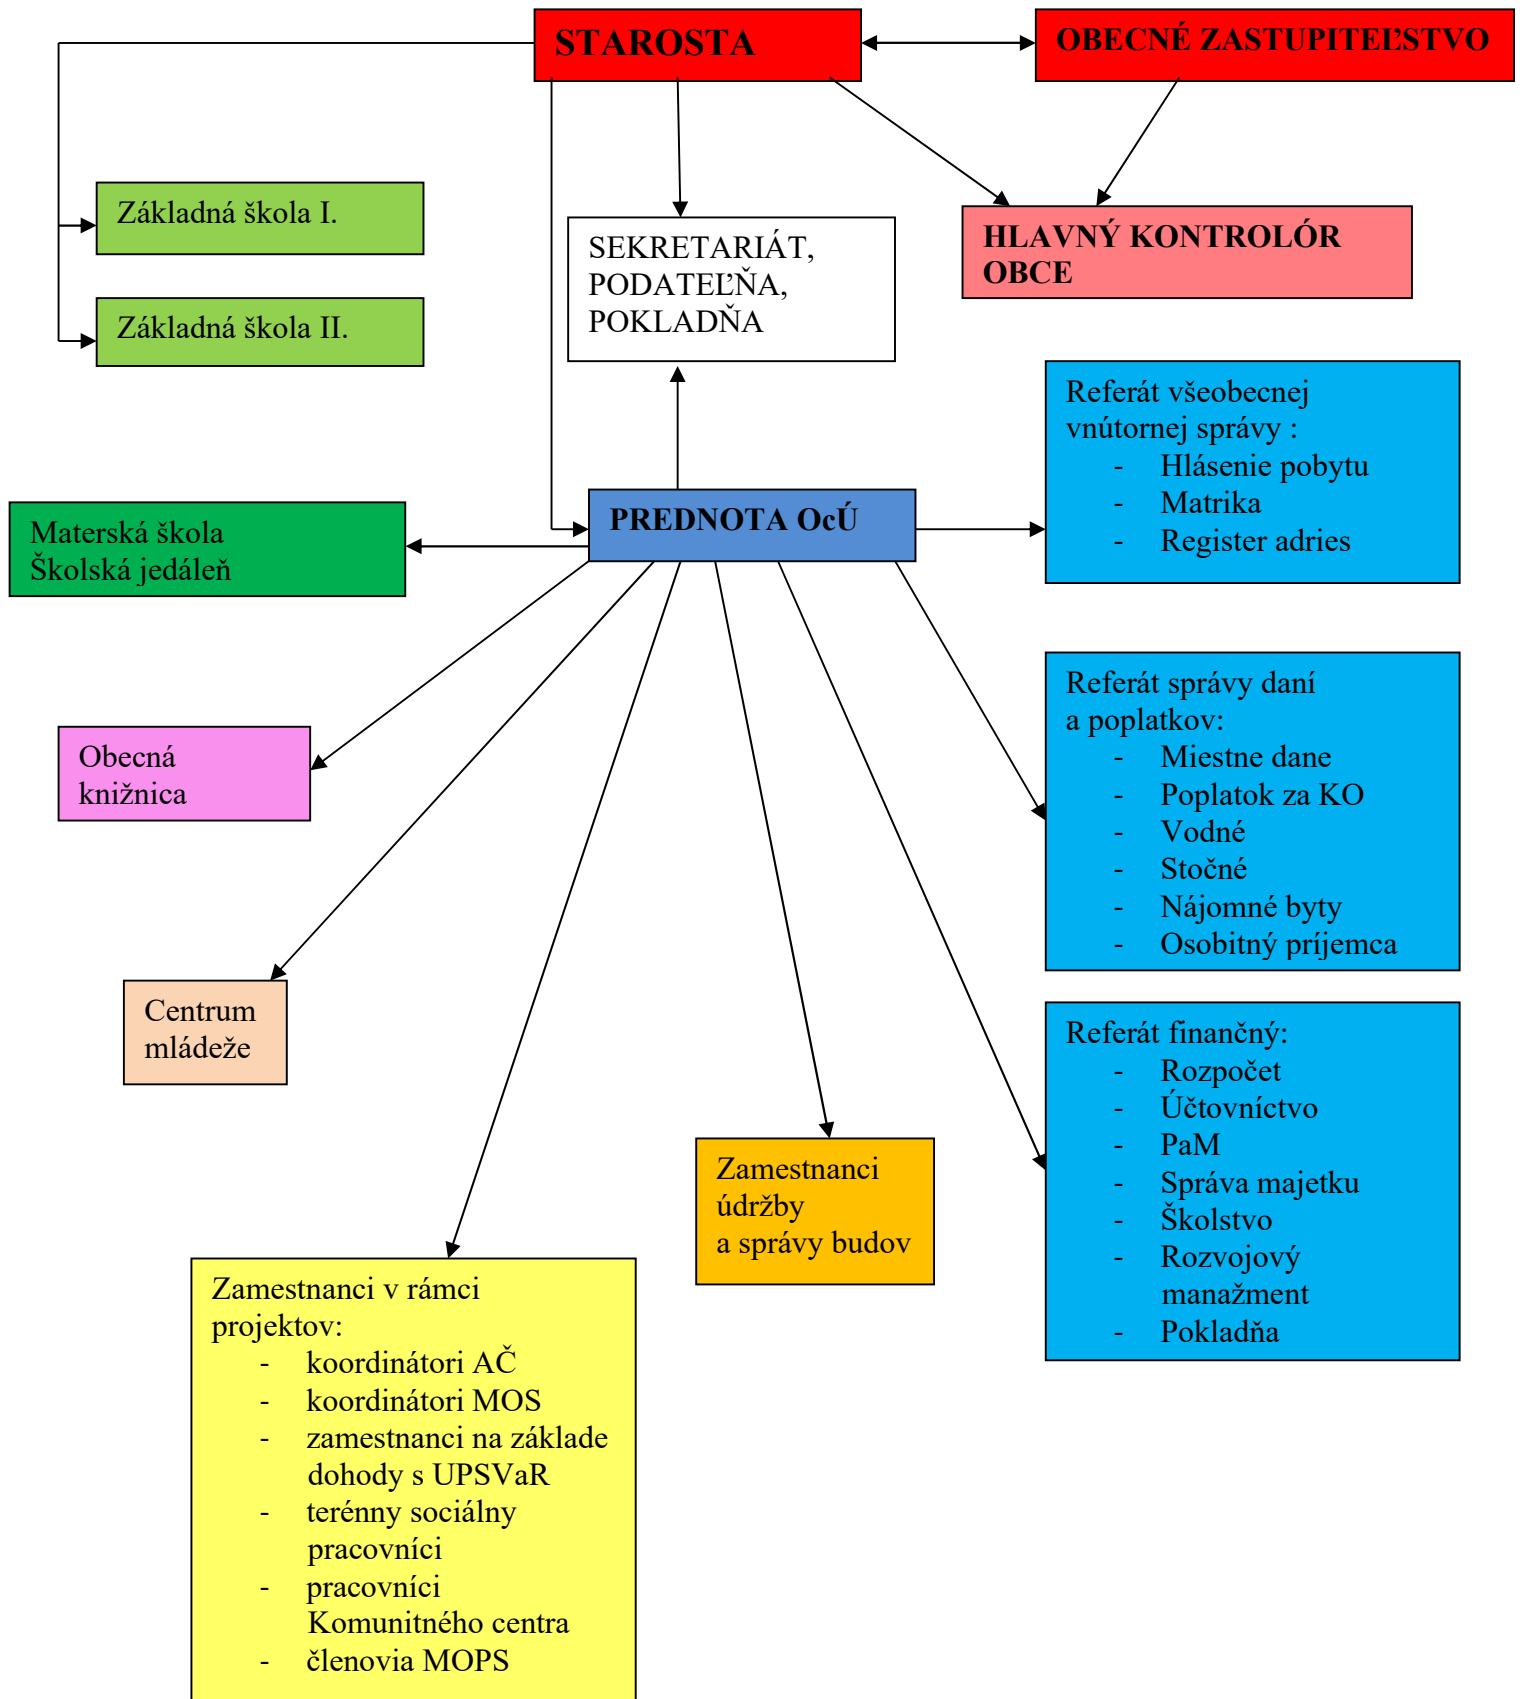 STAROSTA
OBECNÉ ZASTUPITEĽSTVO
Základná škola I.
SEKRETARIÁT,
PODATEĽŇA,
POKLADŇA
HLAVNÝ KONTROLÓR
OBCE
Základná škola II.
Referát všeobecnej
vnútornej správy :
- Hlásenie pobytu
- Matrika
- Register adries
PREDNOTA OcÚ
Materská škola
Školská jedáleň
Referát správy daní
a poplatkov:
- Miestne dane
- Poplatok za KO
- Vodné
- Stočné
- Nájomné byty
- Osobitný príjemca
Obecná
knižnica
Centrum
mládeže
Referát finančný:
- Rozpočet
- Účtovníctvo
- PaM
- Správa majetku
- Školstvo
- Rozvojový
manažment
- Pokladňa
Zamestnanci
údržby
a správy budov
Zamestnanci v rámci
projektov:
- koordinátori AČ
- koordinátori MOS
- zamestnanci na základe
dohody s UPSVaR
- terénny sociálny
pracovníci
- pracovníci
Komunitného centra
- členovia MOPS